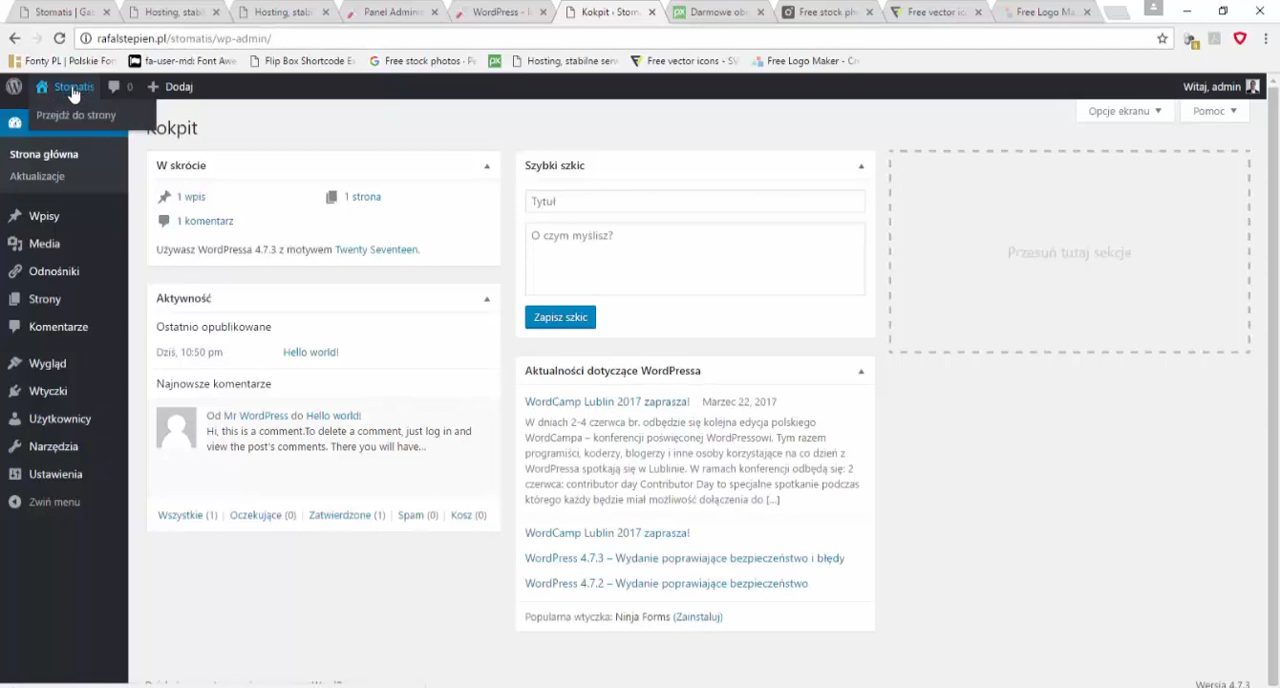 Stomatis | Ga
Hosting, stabi
Hosting, stabi
Panel Admini
WordPress - I
Kokpit ‹ Stom
Darmowe ob
Free stock ph
Free vector ic
Free Logo Ma
rafalstepien.pl/stomatis/wp-admin/
Fonty PL | Polskie Fon
fa-user-md: Font Awe
Flip Box Shortcode E
Free stock photos · Pe
Hosting, stabilne serw
Free vector icons - SV
Free Logo Maker - Cr
Stomatis
0
Dodaj
Witaj, admin
Przejdź do strony
Opcje ekranu
Pomoc
Kokpit
Strona główna
Aktualizacje
Wpisy
Media
Odnośniki
Strony
Komentarze
Wygląd
Wtyczki
Użytkownicy
Narzędzia
Ustawienia
Zwiń menu
W skrócie
1 wpis
1 strona
1 komentarz
Używasz WordPressa 4.7.3 z motywem Twenty Seventeen.
Aktywność
Ostatnio opublikowane
Dziś, 10:50 pm Hello world!
Najnowsze komentarze
Od Mr WordPress do Hello world!
Hi, this is a comment.To delete a comment, just log in and
view the post's comments. There you will have...
Wszystkie (1) | Oczekujące (0) | Zatwierdzone (1) | Spam (0) | Kosz (0)
Szybki szkic
Tytuł
O czym myślisz?
Zapisz szkic
Aktualności dotyczące WordPressa
WordCamp Lublin 2017 zaprasza! Marzec 22, 2017
W dniach 2-4 czerwca br. odbędzie się kolejna edycja polskiego
WordCampa – konferencji poświęconej WordPressowi. Tym razem
programiści, koderzy, blogerzy i inne osoby korzystające na co dzień z
WordPressa spotkają się w Lublinie. W ramach konferencji odbędą się: 2
czerwca: contributor day Contributor Day to specjalne spotkanie podczas
którego każdy będzie miał możliwość dołączenia do [...]
WordCamp Lublin 2017 zaprasza!
WordPress 4.7.3 – Wydanie poprawiające bezpieczeństwo i błędy
WordPress 4.7.2 – Wydanie poprawiające bezpieczeństwo
Popularna wtyczka: Ninja Forms (Zainstaluj)
Przesuń tutaj sekcje
Wersja 4.7.3